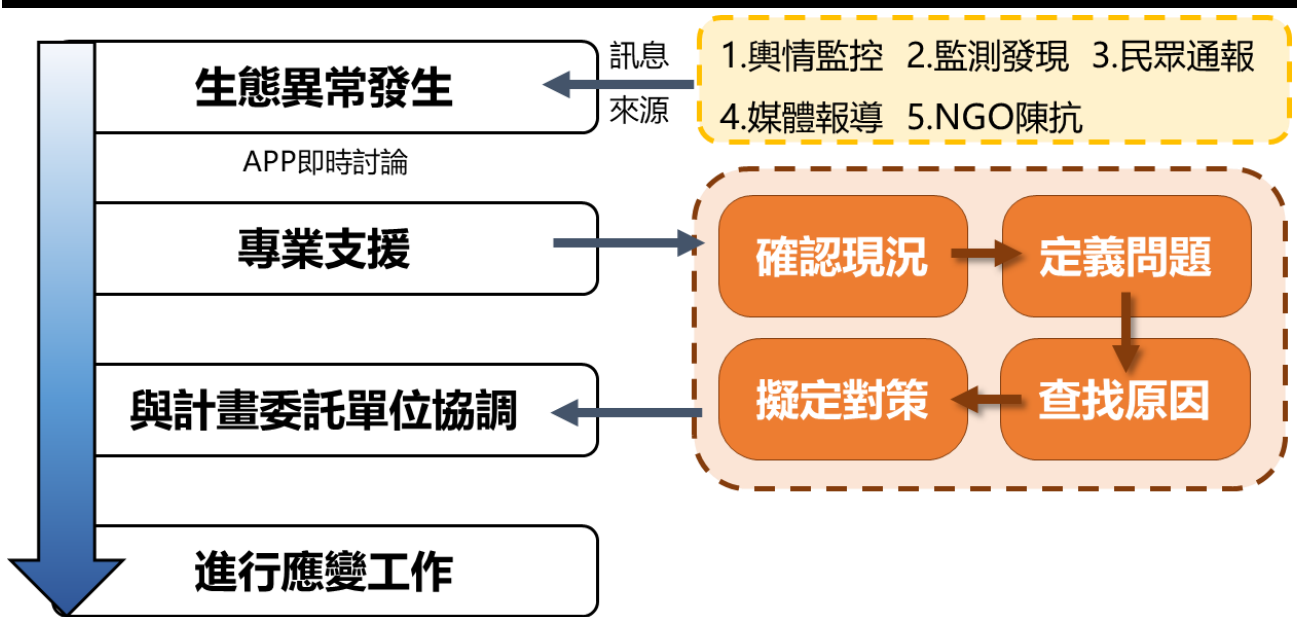 生態異常發生
訊息
來源
1.輿情監控 2.監測發現 3.民眾通報
4.媒體報導 5.NGO陳抗
APP即時討論
專業支援
確認現況
定義問題
與計畫委託單位協調
擬定對策
查找原因
進行應變工作